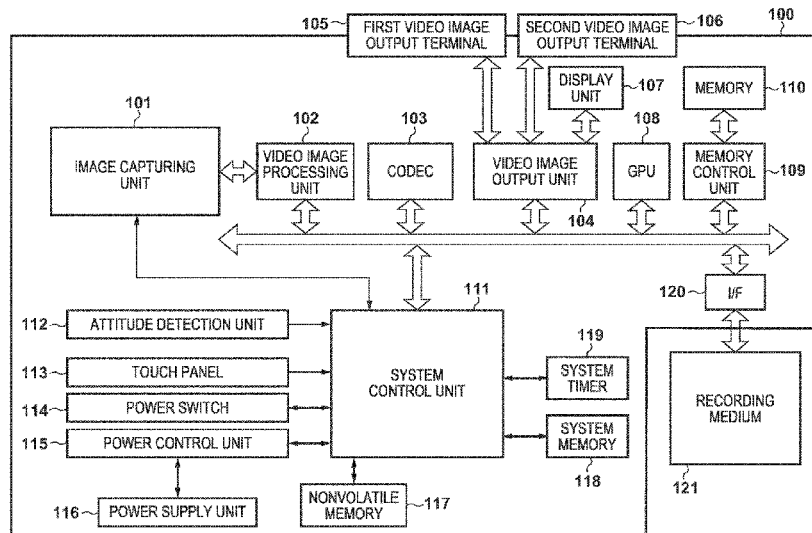 105
FIRST VIDEO IMAGE
OUTPUT TERMINAL
SECOND VIDEO IMAGE
OUTPUT TERMINAL
106
100
101
IMAGE CAPTURING
UNIT
102
VIDEO IMAGE
PROCESSING
UNIT
103
CODEC
VIDEO IMAGE
OUTPUT UNIT
104
DISPLAY
UNIT
107
108
GPU
MEMORY
110
MEMORY
CONTROL
UNIT
109
111
SYSTEM
CONTROL UNIT
112
ATTITUDE DETECTION UNIT
113
TOUCH PANEL
114
POWER SWITCH
115
POWER CONTROL UNIT
116
POWER SUPPLY UNIT
NONVOLATILE
MEMORY
117
119
SYSTEM
TIMER
SYSTEM
MEMORY
118
120
I/F
RECORDING
MEDIUM
121